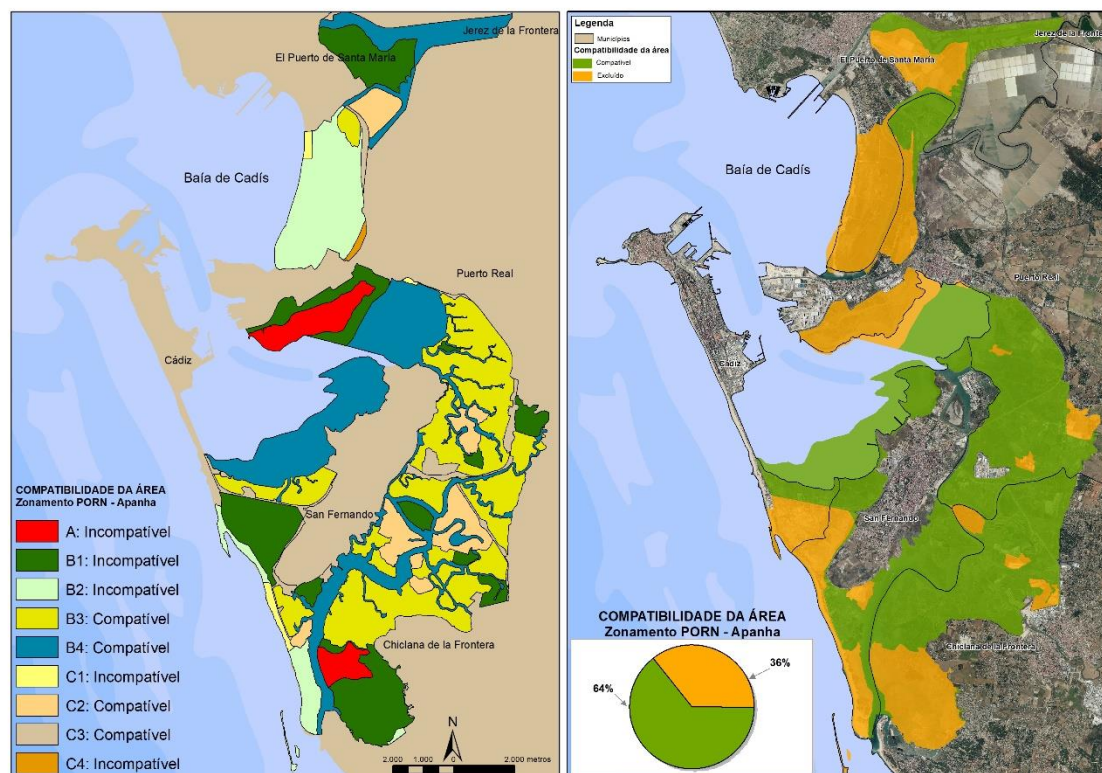 Jerez de la Frontera
El Puerto de Santa María
Baía de Cadís
Puerto Real
Cádiz
San Fernando
Chiclana de la Frontera
COMPATIBILIDADE DA ÁREA
Zonamento PORN - Apanha
A: Incompatível
B1: Incompatível
B2: Incompatível
B3: Compatível
B4: Compatível
C1: Incompatível
C2: Compatível
C3: Compatível
C4: Incompatível
N
2.000 1.000 0 2.000 metros
Legenda
Municípios
Compatibilidade da área
Compatível
Excluído
Jerez de la Frontera
El Puerto de Santa María
Baía de Cadís
Puerto Real
Cádiz
San Fernando
Chiclana de la Frontera
COMPATIBILIDADE DA ÁREA
Zonamento PORN - Apanha
36%
64%